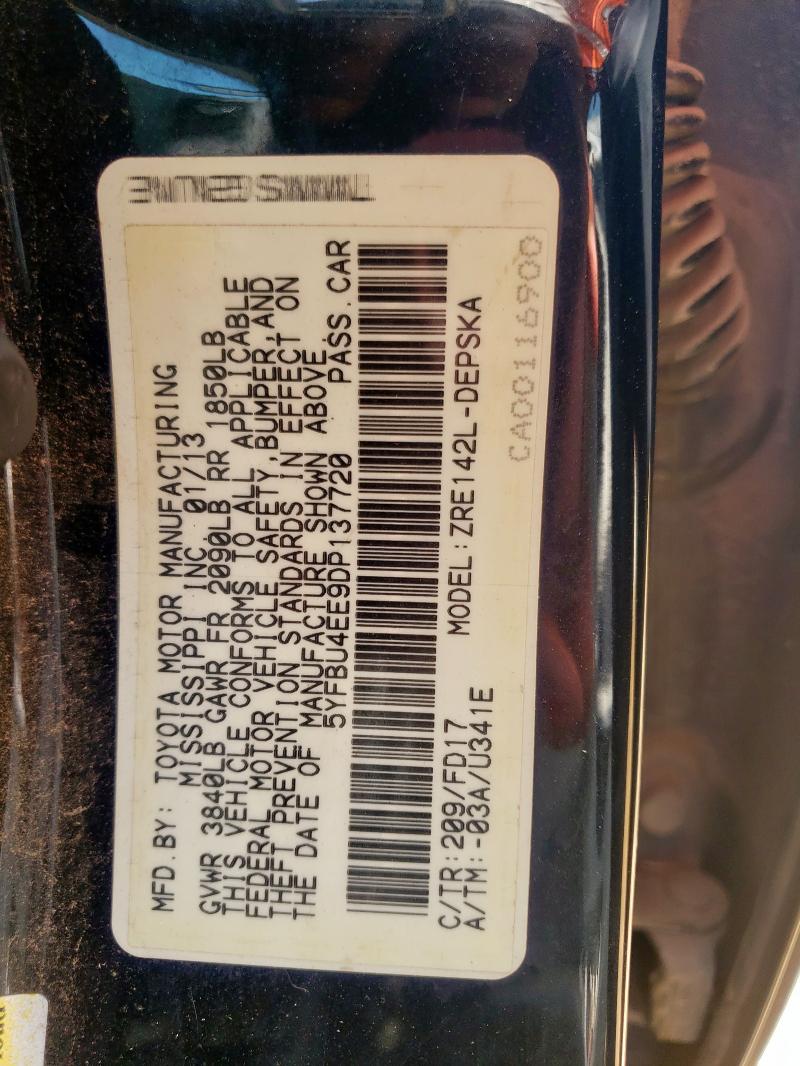 MFD.BY: TOYOTA MOTOR MANUFACTURING
MISSISSIPPI INC. 01/13
GVWR 3840LB GAWR FR 2090LB RR 1850LB
THIS VEHICLE CONFORMS TO ALL APPLICABLE
FEDERAL MOTOR VEHICLE SAFETY,BUMPER,AND
THEFT PREVENTION STANDARDS IN EFFECT ON
THE DATE OF MANUFACTURE SHOWN ABOVE.
5YFBU4EE9DP137720 PASS.CAR
C/TR:209/FD17 MODEL:ZRE142L-DEPSKA
A/TM:-03A/U341E
CA00116900